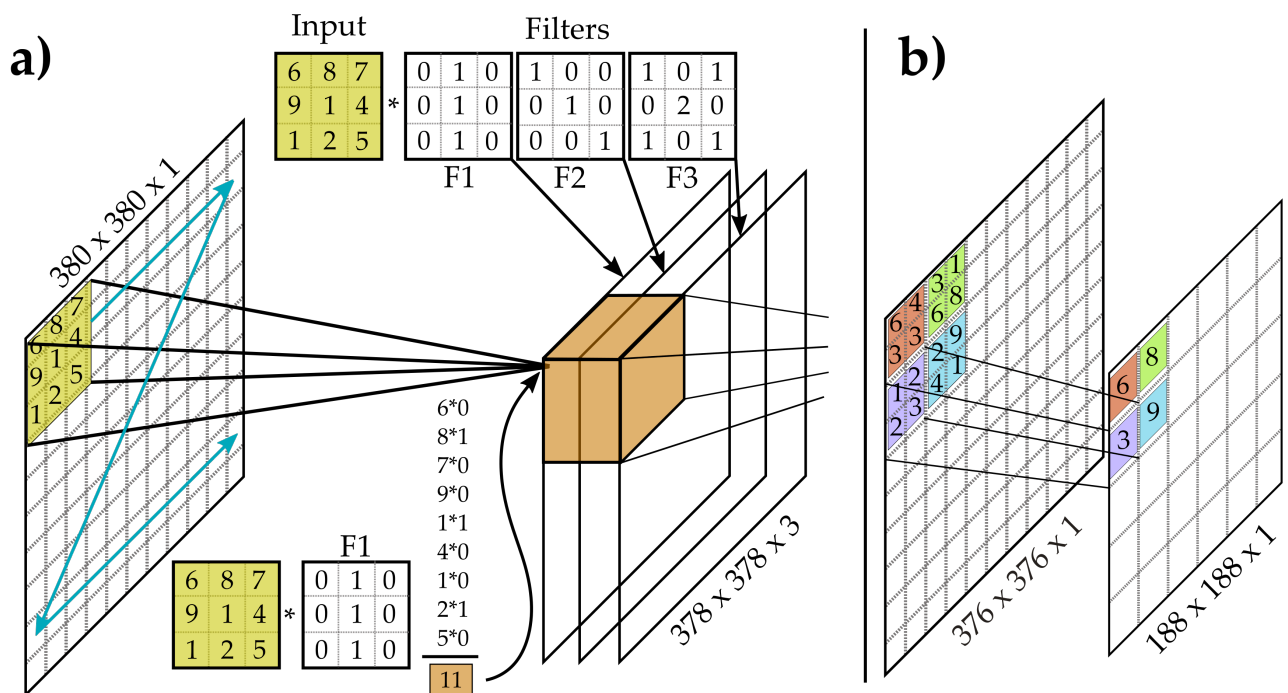 a)
Input
Filters
6 8 7
9 1 4
1 2 5
*
0 1 0
0 1 0
0 1 0
1 0 0
0 1 0
0 0 1
1 0 1
0 2 0
1 0 1
F1
F2
F3
380 x 380 x 1
6 8 7
9 1 4
1 2 5
6*0
8*1
7*0
9*0
1*1
4*0
1*0
2*1
5*0
11
F1
6 8 7
9 1 4
1 2 5
*
0 1 0
0 1 0
0 1 0
378 x 378 x 3
b)
6 4 3 1
3 3 6 8
1 2 2 9
2 3 4 1
376 x 376 x 1
6 8
3 9
188 x 188 x 1